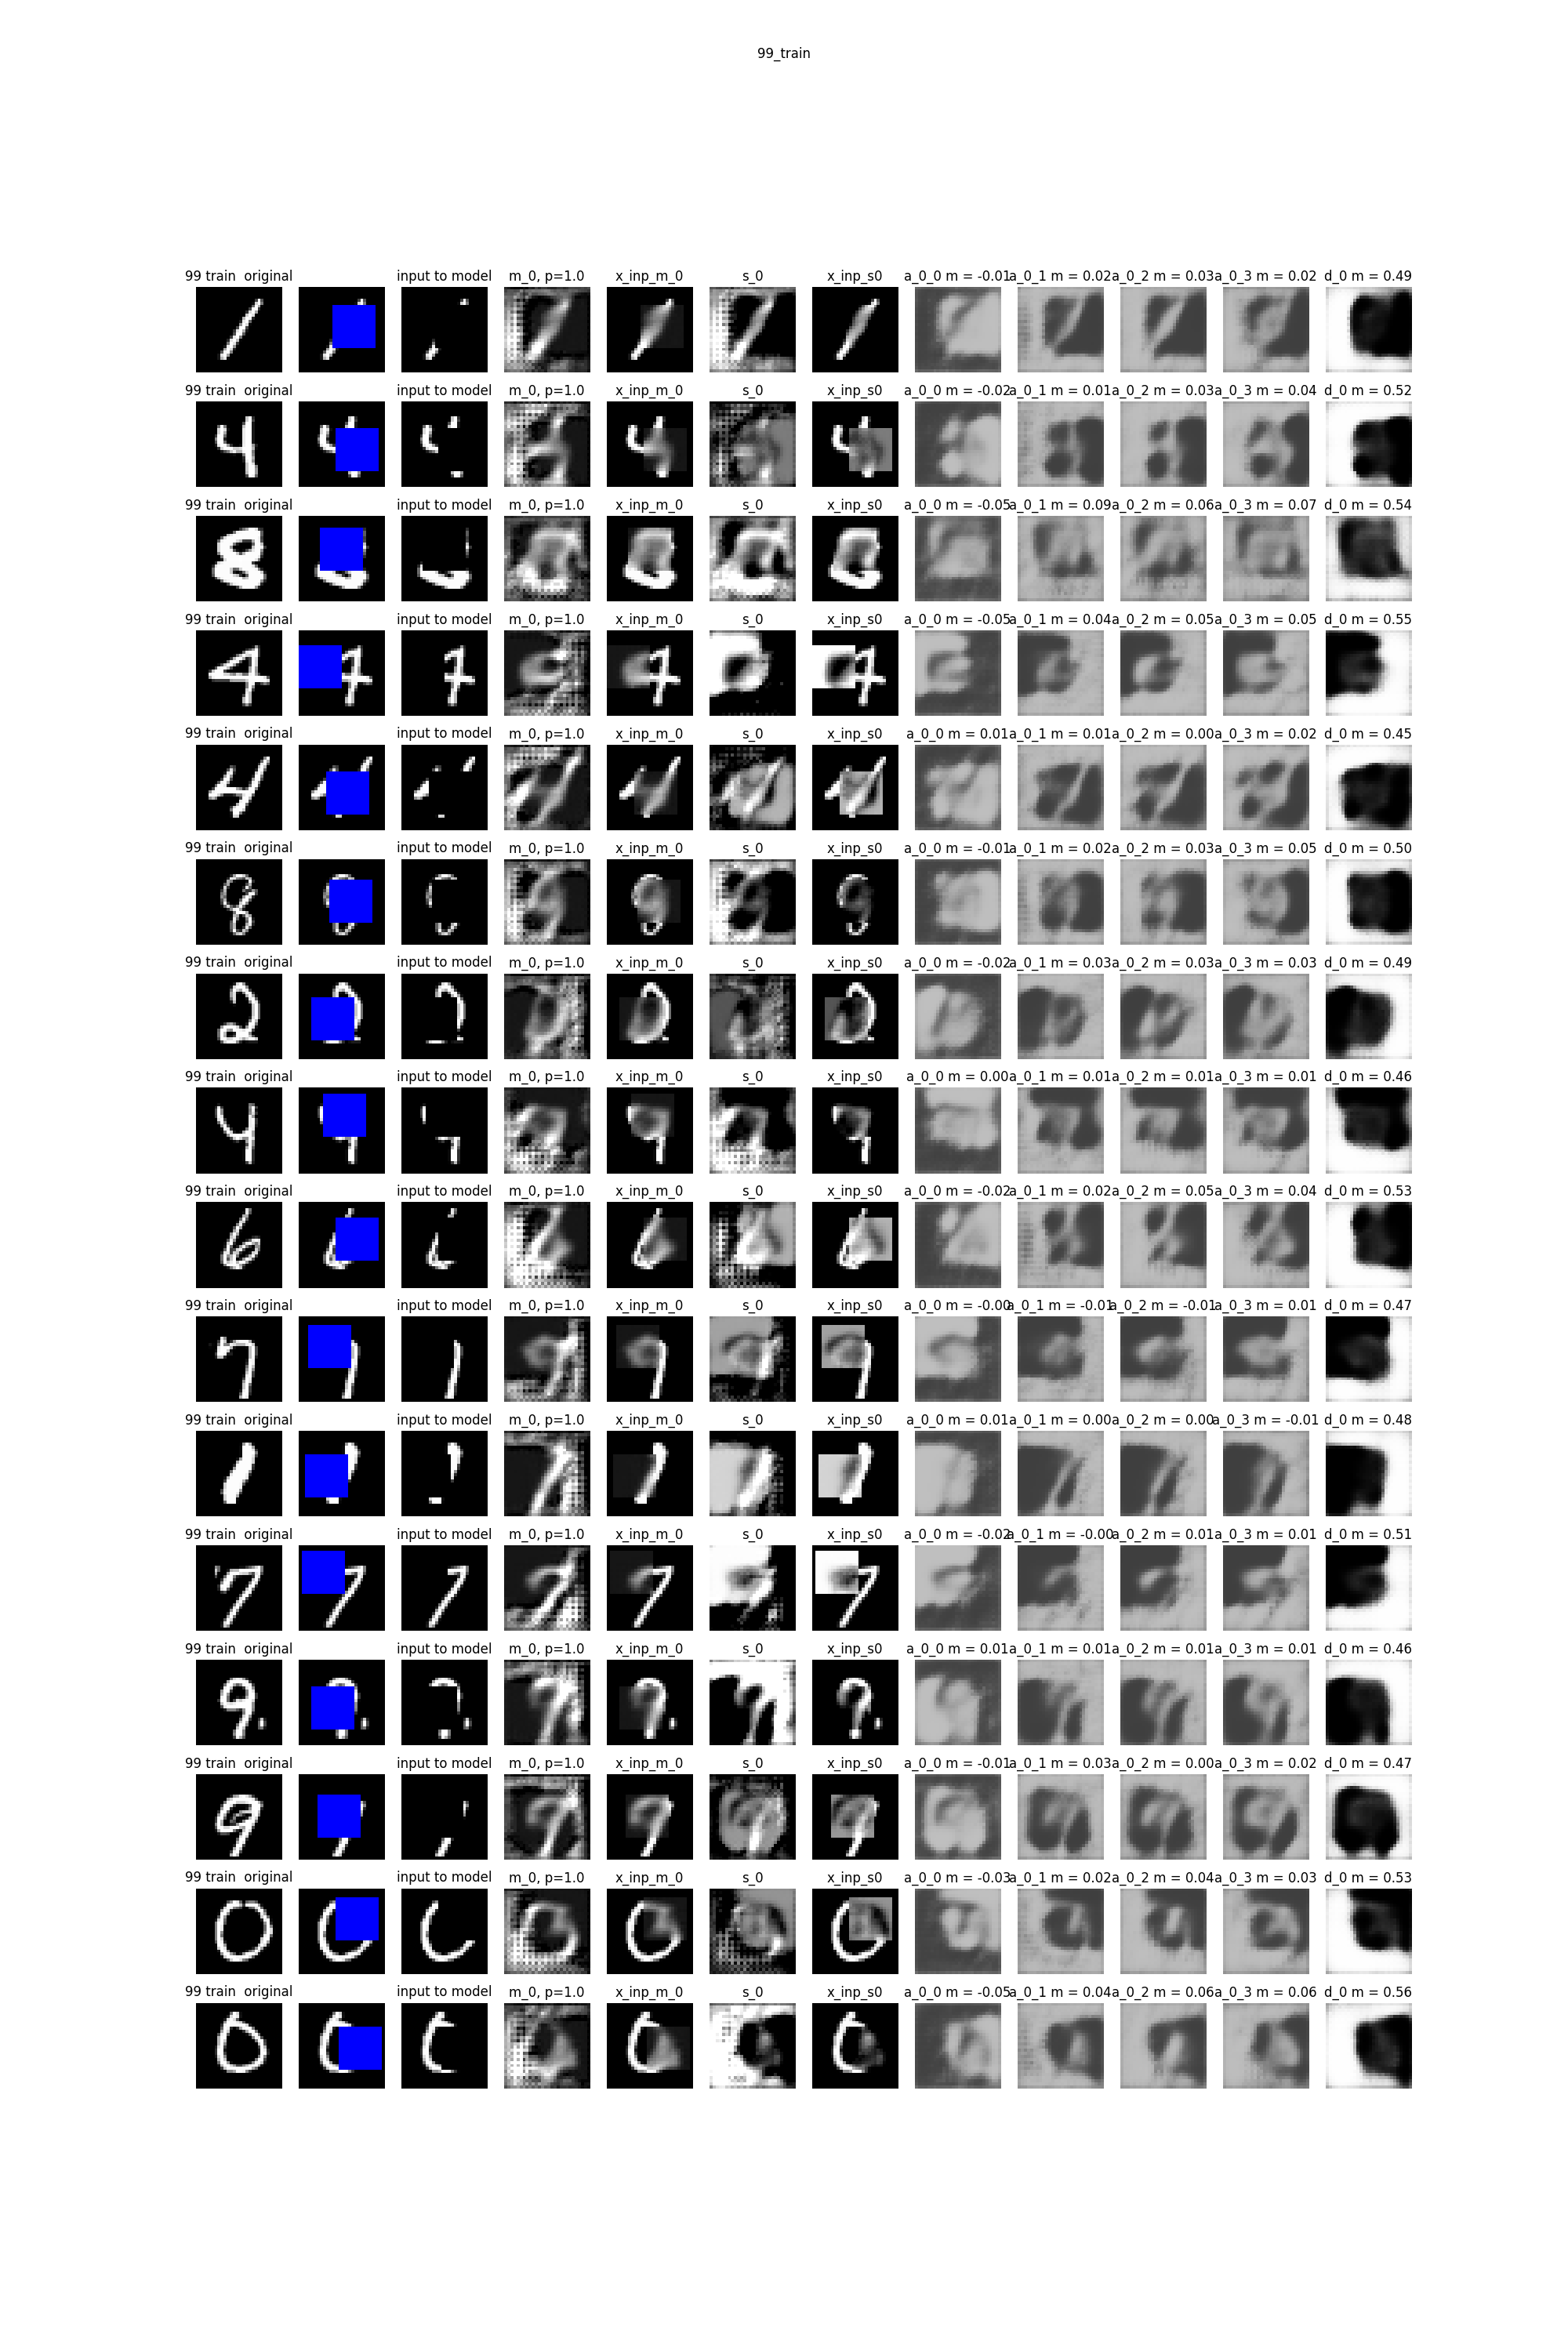 99_train
99 train  original input to model m_0, p=1.0 x_inp_m_0 s_0 x_inp_s0 a_0_0 m = -0.01 a_0_1 m = 0.02 a_0_2 m = 0.03 a_0_3 m = 0.02 d_0 m = 0.49
99 train  original input to model m_0, p=1.0 x_inp_m_0 s_0 x_inp_s0 a_0_0 m = -0.02 a_0_1 m = 0.01 a_0_2 m = 0.03 a_0_3 m = 0.04 d_0 m = 0.52
99 train  original input to model m_0, p=1.0 x_inp_m_0 s_0 x_inp_s0 a_0_0 m = -0.05 a_0_1 m = 0.09 a_0_2 m = 0.06 a_0_3 m = 0.07 d_0 m = 0.54
99 train  original input to model m_0, p=1.0 x_inp_m_0 s_0 x_inp_s0 a_0_0 m = -0.05 a_0_1 m = 0.04 a_0_2 m = 0.05 a_0_3 m = 0.05 d_0 m = 0.55
99 train  original input to model m_0, p=1.0 x_inp_m_0 s_0 x_inp_s0 a_0_0 m = 0.01 a_0_1 m = 0.01 a_0_2 m = 0.00 a_0_3 m = 0.02 d_0 m = 0.45
99 train  original input to model m_0, p=1.0 x_inp_m_0 s_0 x_inp_s0 a_0_0 m = -0.01 a_0_1 m = 0.02 a_0_2 m = 0.03 a_0_3 m = 0.05 d_0 m = 0.50
99 train  original input to model m_0, p=1.0 x_inp_m_0 s_0 x_inp_s0 a_0_0 m = -0.02 a_0_1 m = 0.03 a_0_2 m = 0.03 a_0_3 m = 0.03 d_0 m = 0.49
99 train  original input to model m_0, p=1.0 x_inp_m_0 s_0 x_inp_s0 a_0_0 m = 0.00 a_0_1 m = 0.01 a_0_2 m = 0.01 a_0_3 m = 0.01 d_0 m = 0.46
99 train  original input to model m_0, p=1.0 x_inp_m_0 s_0 x_inp_s0 a_0_0 m = -0.02 a_0_1 m = 0.02 a_0_2 m = 0.05 a_0_3 m = 0.04 d_0 m = 0.53
99 train  original input to model m_0, p=1.0 x_inp_m_0 s_0 x_inp_s0 a_0_0 m = -0.00 a_0_1 m = -0.01 a_0_2 m = -0.01 a_0_3 m = 0.01 d_0 m = 0.47
99 train  original input to model m_0, p=1.0 x_inp_m_0 s_0 x_inp_s0 a_0_0 m = 0.01 a_0_1 m = 0.00 a_0_2 m = 0.00 a_0_3 m = -0.01 d_0 m = 0.48
99 train  original input to model m_0, p=1.0 x_inp_m_0 s_0 x_inp_s0 a_0_0 m = -0.02 a_0_1 m = -0.00 a_0_2 m = 0.01 a_0_3 m = 0.01 d_0 m = 0.51
99 train  original input to model m_0, p=1.0 x_inp_m_0 s_0 x_inp_s0 a_0_0 m = 0.01 a_0_1 m = 0.01 a_0_2 m = 0.01 a_0_3 m = 0.01 d_0 m = 0.46
99 train  original input to model m_0, p=1.0 x_inp_m_0 s_0 x_inp_s0 a_0_0 m = -0.01 a_0_1 m = 0.03 a_0_2 m = 0.00 a_0_3 m = 0.02 d_0 m = 0.47
99 train  original input to model m_0, p=1.0 x_inp_m_0 s_0 x_inp_s0 a_0_0 m = -0.03 a_0_1 m = 0.02 a_0_2 m = 0.04 a_0_3 m = 0.03 d_0 m = 0.53
99 train  original input to model m_0, p=1.0 x_inp_m_0 s_0 x_inp_s0 a_0_0 m = -0.05 a_0_1 m = 0.04 a_0_2 m = 0.06 a_0_3 m = 0.06 d_0 m = 0.56